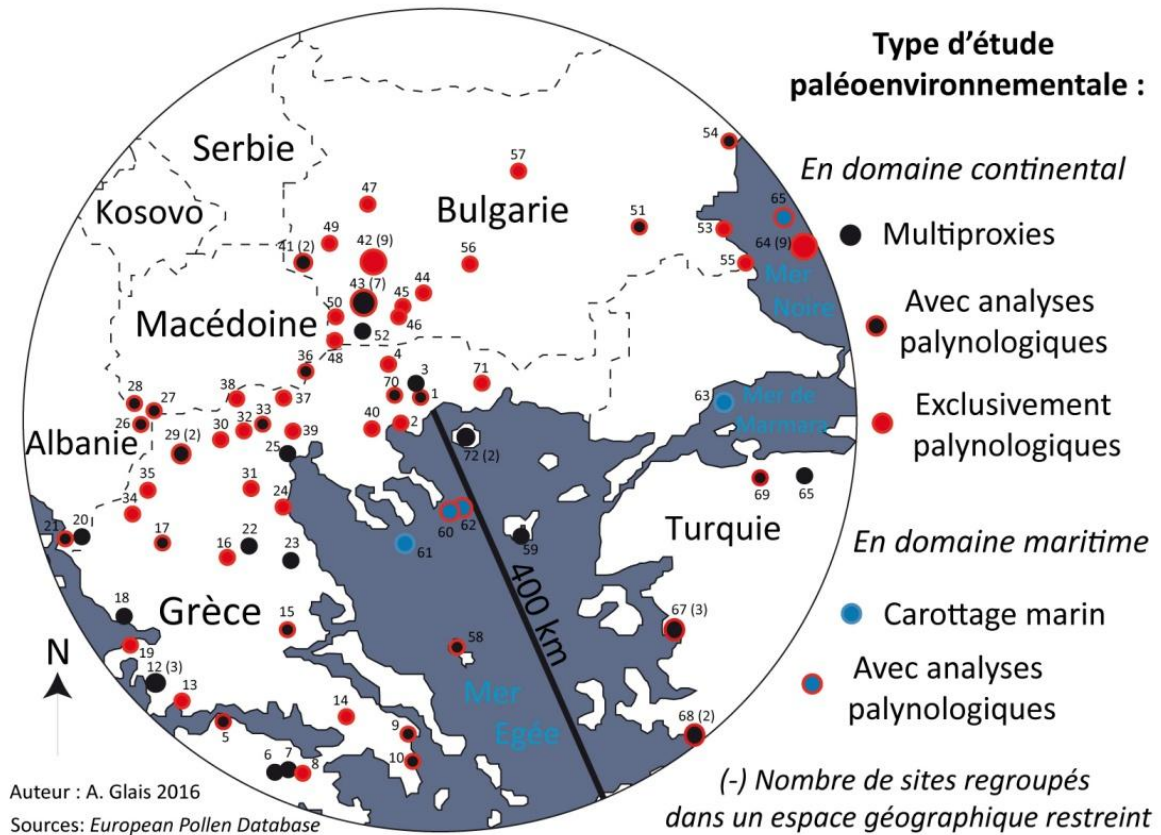 Type d'étude
paléoenvironnementale :
En domaine continental
Multiproxies
Avec analyses
palynologiques
Exclusivement
palynologiques
En domaine maritime
Carottage marin
Avec analyses
palynologiques
(-) Nombre de sites regroupés
dans un espace géographique restreint
Serbie
Kosovo
Bulgarie
Macédoine
Albanie
Grèce
Turquie
Mer
Noire
Mer de
Marmara
Mer
Egée
400 km
N
54
57
47
65
49
51
53
64 (9)
41 (2)
42 (9)
56
55
43 (7)
44
45
50
46
52
48
4
36
3
71
70
1
28
27
38
37
63
26
33
32
40
2
30
39
29 (2)
25
72 (2)
35
31
69
65
34
24
60
62
21
20
17
22
61
59
16
23
18
15
67 (3)
19
58
12 (3)
13
14
5
9
68 (2)
10
6
7
8
Auteur : A. Glais 2016
Sources: European Pollen Database